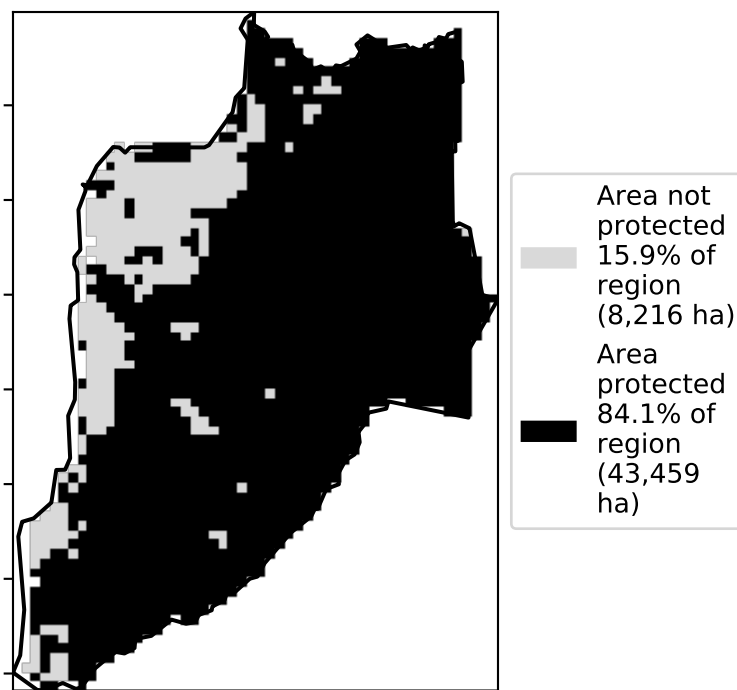 Area not
protected
15.9% of
region
(8,216 ha)
Area
protected
84.1% of
region
(43,459
ha)